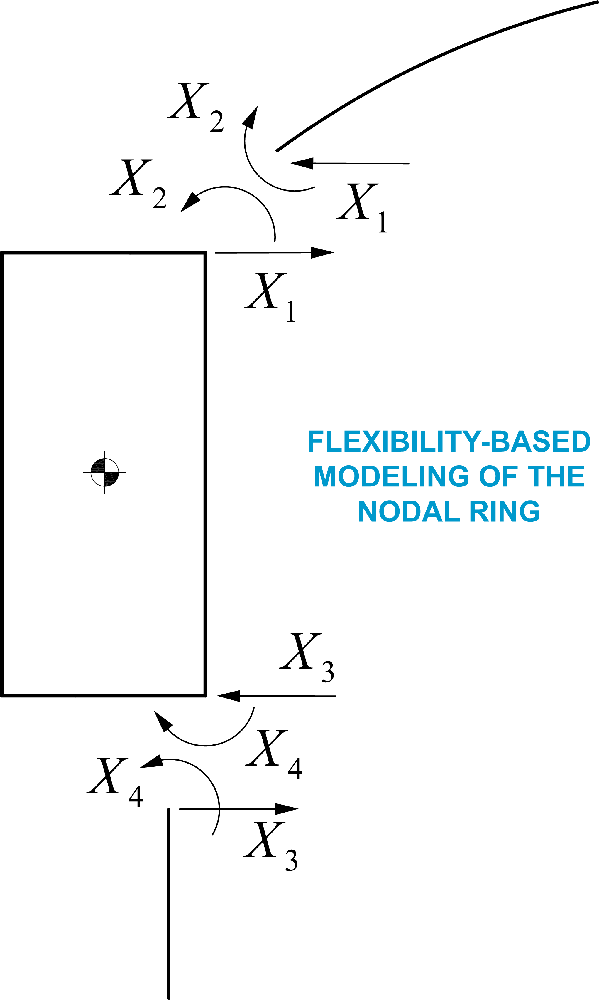 X2
X2
X1
X1
FLEXIBILITY-BASED
MODELING OF THE
NODAL RING
X3
X4
X4
X3